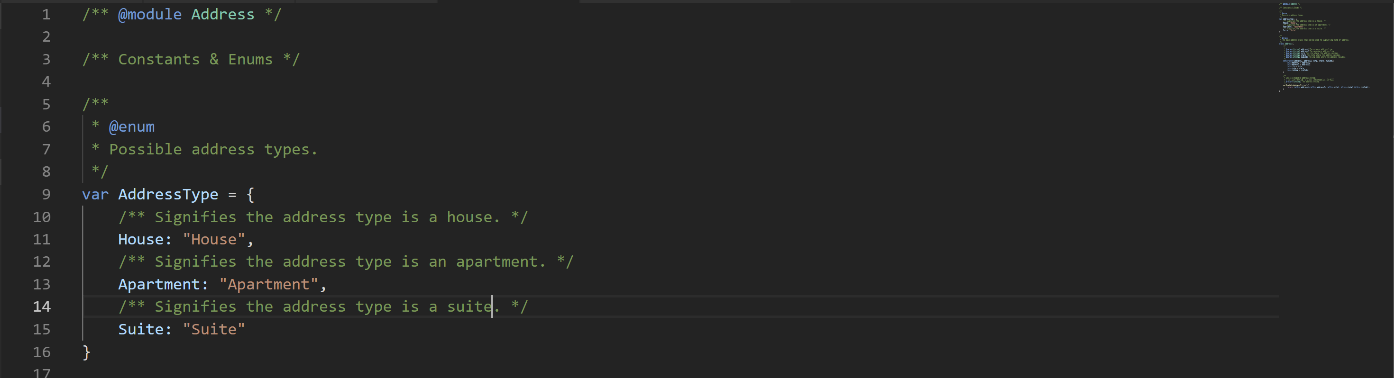 1 /** @module Address */
2
3 /** Constants & Enums */
4
5 /**
6 * @enum
7 * Possible address types.
8 */
9 var AddressType = {
10 /** Signifies the address type is a house. */
11 House: "House",
12 /** Signifies the address type is an apartment. */
13 Apartment: "Apartment",
14 /** Signifies the address type is a suite. */
15 Suite: "Suite"
16 }
17